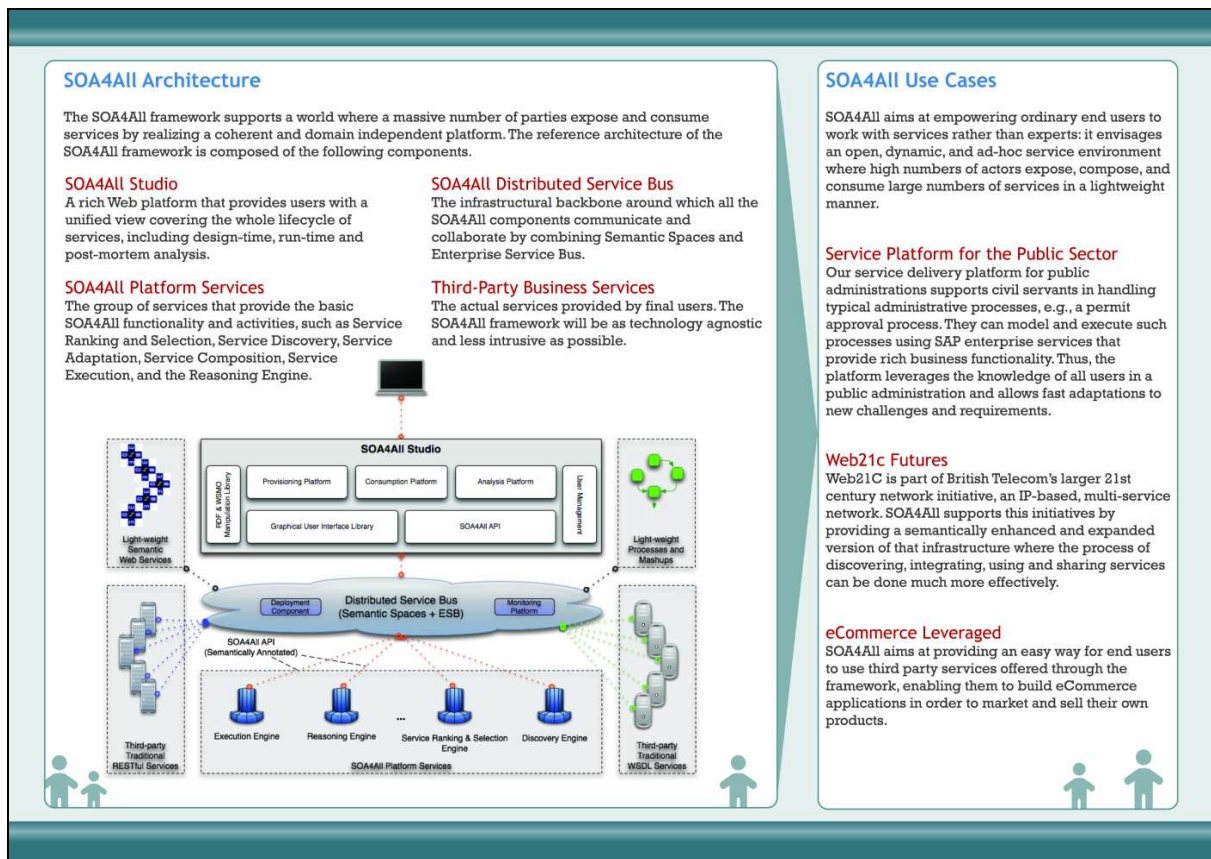 SOA4All Architecture
The SOA4All framework supports a world where a massive number of parties expose and consume
services by realizing a coherent and domain independent platform. The reference architecture of the
SOA4All framework is composed of the following components.
SOA4All Studio
A rich Web platform that provides users with a
unified view covering the whole lifecycle of
services, including design-time, run-time and
post-mortem analysis.
SOA4All Platform Services
The group of services that provide the basic
SOA4All functionality and activities, such as Service
Ranking and Selection, Service Discovery, Service
Adaptation, Service Composition, Service
Execution, and the Reasoning Engine.
SOA4All Distributed Service Bus
The infrastructural backbone around which all the
SOA4All components communicate and
collaborate by combining Semantic Spaces and
Enterprise Service Bus.
Third-Party Business Services
The actual services provided by final users. The
SOA4All framework will be as technology agnostic
and less intrusive as possible.
SOA4All Studio
RDF & WSMO
Manipulation Library
Provisioning Platform
Consumption Platform
Analysis Platform
User Management
Graphical User Interface Library
SOA4All API
Light-weight
Semantic
Web Services
Light-weight
Processes and
Mashups
Deployment
Component
Distributed Service Bus
(Semantic Spaces + ESB)
Monitoring
Platform
SOA4All API
(Semantically Annotated)
Execution Engine
Reasoning Engine
...
Service Ranking & Selection
Engine
Discovery Engine
SOA4All Platform Services
Third-party
Traditional
RESTful Services
Third-party
Traditional
WSDL Services
SOA4All Use Cases
SOA4All aims at empowering ordinary end users to
work with services rather than experts: it envisages
an open, dynamic, and ad-hoc service environment
where high numbers of actors expose, compose, and
consume large numbers of services in a lightweight
manner.
Service Platform for the Public Sector
Our service delivery platform for public
administrations supports civil servants in handling
typical administrative processes, e.g., a permit
approval process. They can model and execute such
processes using SAP enterprise services that
provide rich business functionality. Thus, the
platform leverages the knowledge of all users in a
public administration and allows fast adaptations to
new challenges and requirements.
Web21c Futures
Web21C is part of British Telecom's larger 21st
century network initiative, an IP-based, multi-service
network. SOA4All supports this initiatives by
providing a semantically enhanced and expanded
version of that infrastructure where the process of
discovering, integrating, using and sharing services
can be done much more effectively.
eCommerce Leveraged
SOA4All aims at providing an easy way for end users
to use third party services offered through the
framework, enabling them to build eCommerce
applications in order to market and sell their own
products.